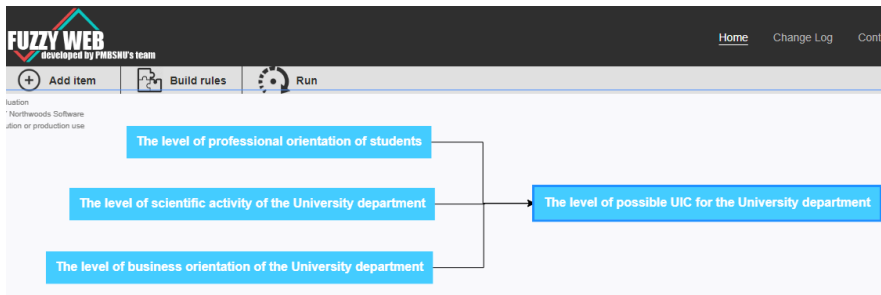 FUZZY WEB
developed by PMBSNU's team
Home Change Log Cont
Add item Build rules Run
luation
Northwoods Software
ution or production use
The level of professional orientation of students
The level of scientific activity of the University department
The level of possible UIC for the University department
The level of business orientation of the University department